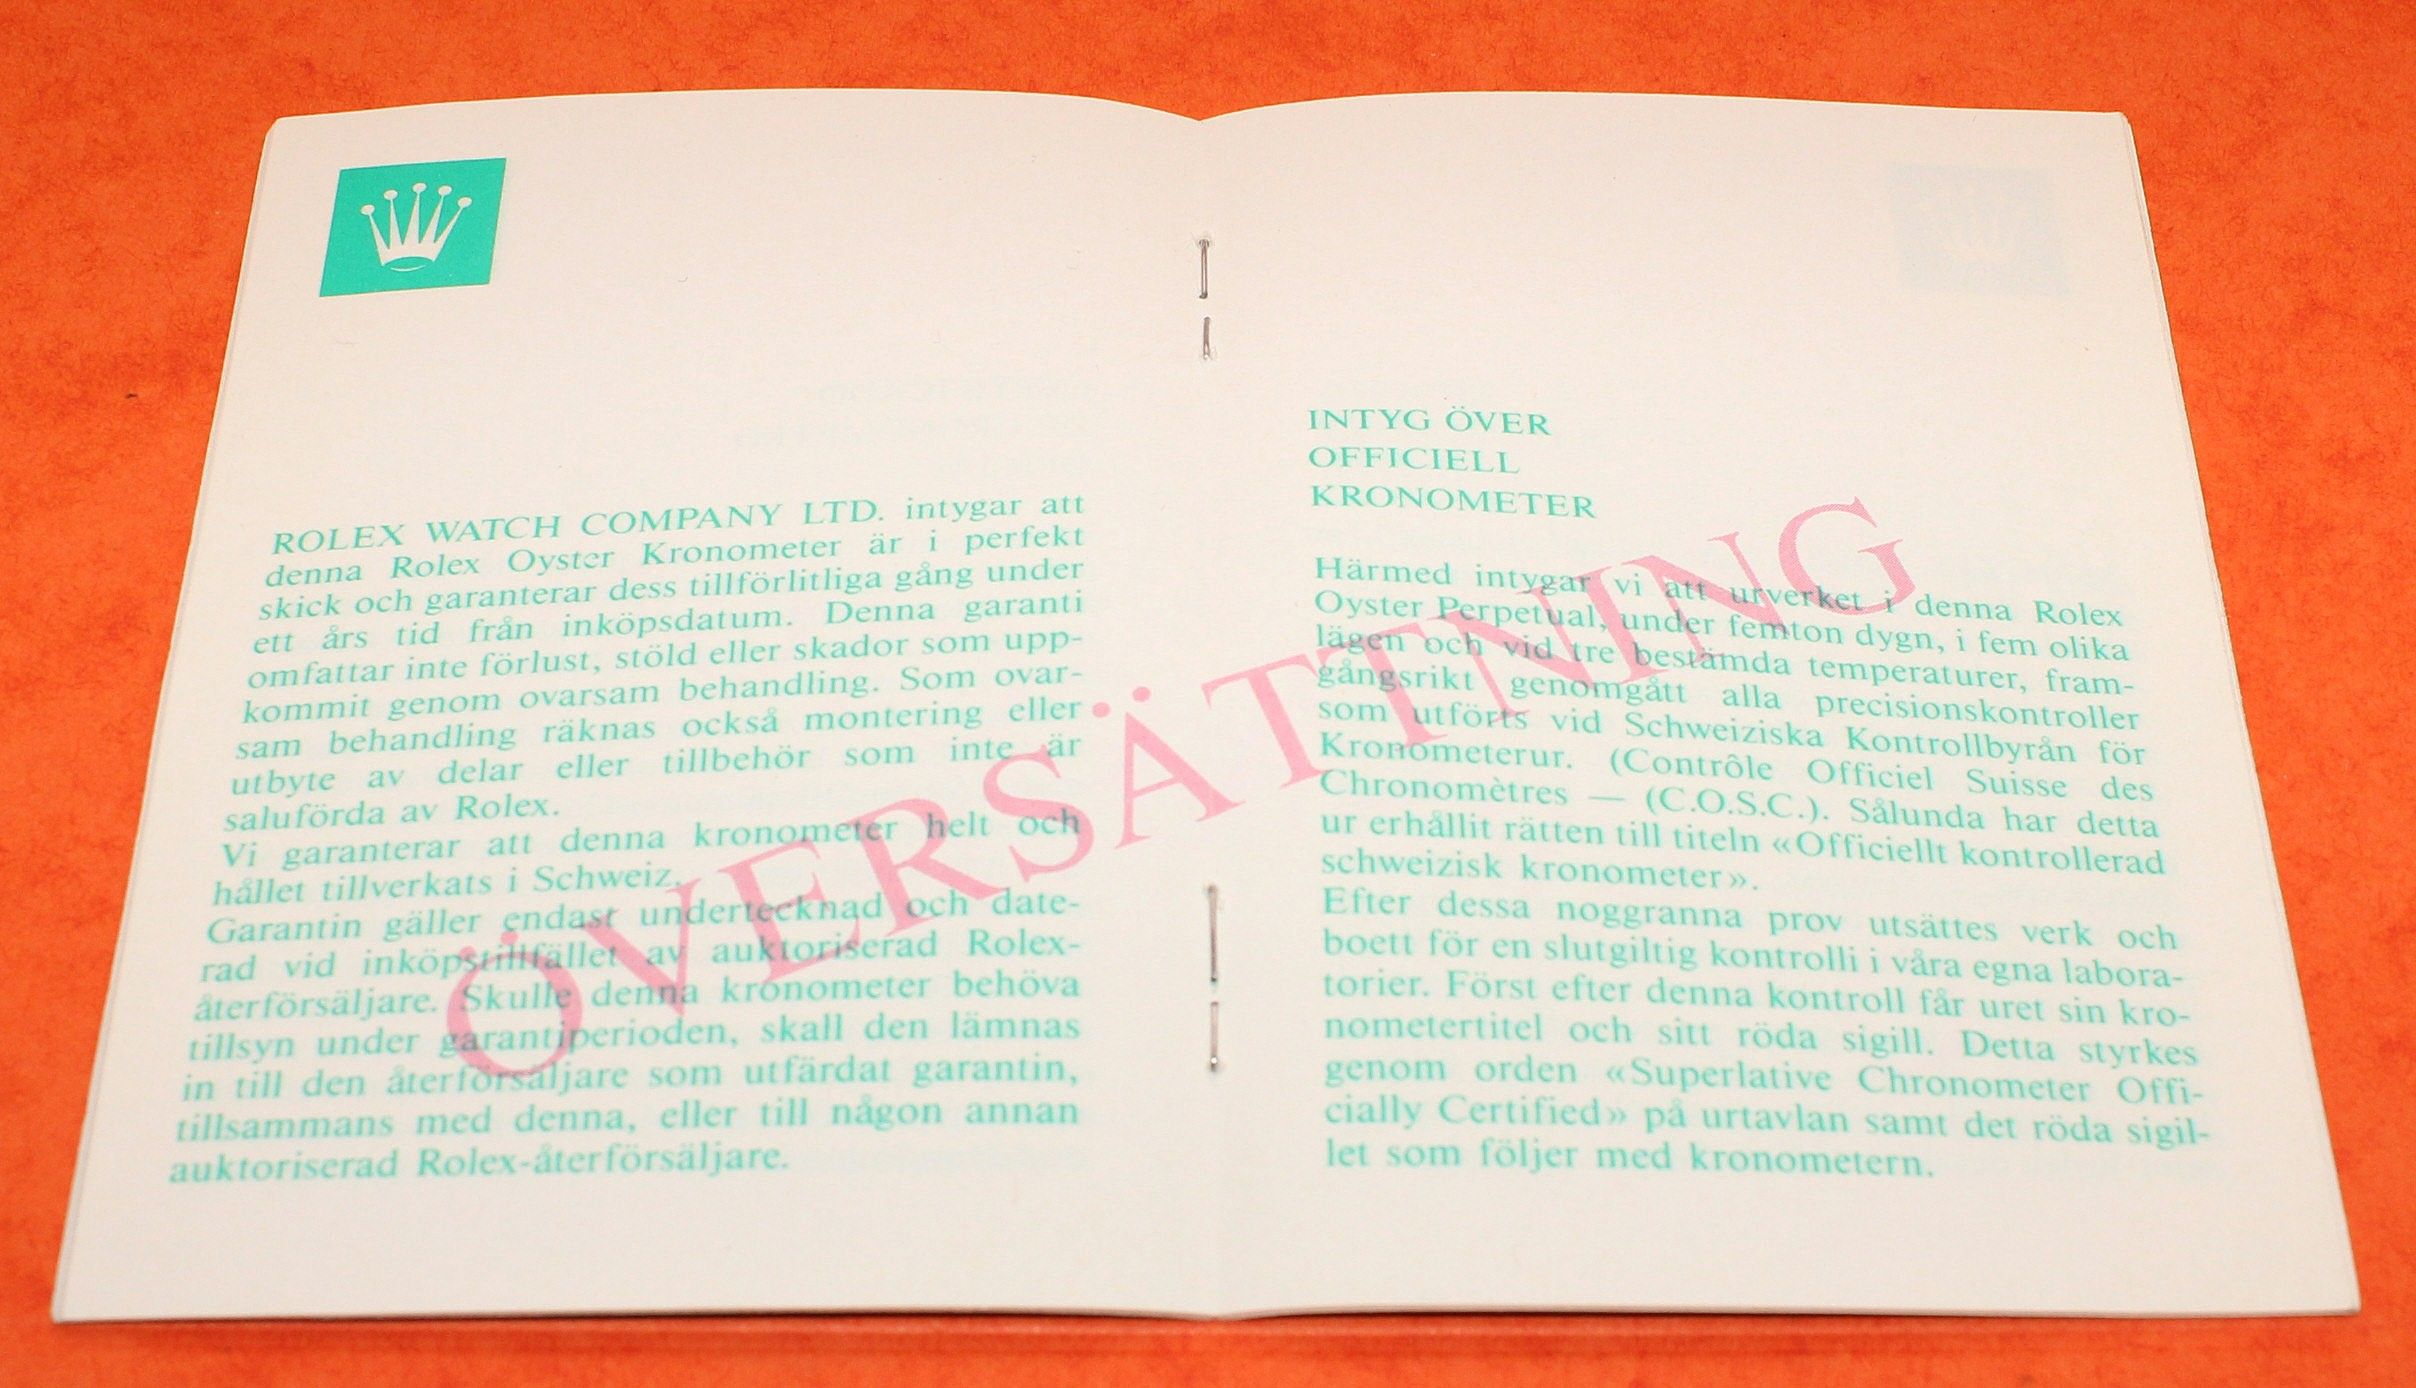 ROLEX WATCH COMPANY LTD. intygar att
denna Rolex Oyster Kronometer är i perfekt
skick och garanterar dess tillförlitliga gång under
ett års tid från inköpsdatum. Denna garanti
omfattar inte förlust, stöld eller skador som upp-
kommit genom ovarsam behandling. Som ovar-
sam behandling räknas också montering eller
utbyte av delar eller tillbehör som inte är
saluförda av Rolex.
Vi garanterar att denna kronometer helt och
hållet tillverkats i Schweiz.
Garantin gäller endast undertecknad och date-
rad vid inköpstillfället av auktoriserad Rolex-
återförsäljare. Skulle denna kronometer behöva
tillsyn under garantiperioden, skall den lämnas
in till den återförsäljare som utfärdat garantin,
tillsammans med denna, eller till någon annan
auktoriserad Rolex-återförsäljare.
INTYG ÖVER
OFFICIELL
KRONOMETER
Härmed intygar vi att urverket i denna Rolex
Oyster Perpetual, under femton dygn, i fem olika
lägen och vid tre bestämda temperaturer, fram-
gångsrikt genomgått alla precisionskontroller
som utförts vid Schweiziska Kontrollbyrån för
Kronometerur. (Contrôle Officiel Suisse des
Chronomètres — (C.O.S.C.). Sålunda har detta
ur erhållit rätten till titeln «Officiellt kontrollerad
schweizisk kronometer».
Efter dessa noggranna prov utsättes verk och
boett för en slutgiltig kontrolli i våra egna labora-
torier. Först efter denna kontroll får uret sin kro-
nometertitel och sitt röda sigill. Detta styrkes
genom orden «Superlative Chronometer Offi-
cially Certified» på urtavlan samt det röda sigil-
let som följer med kronometern.
ÖVERSÄTTNING